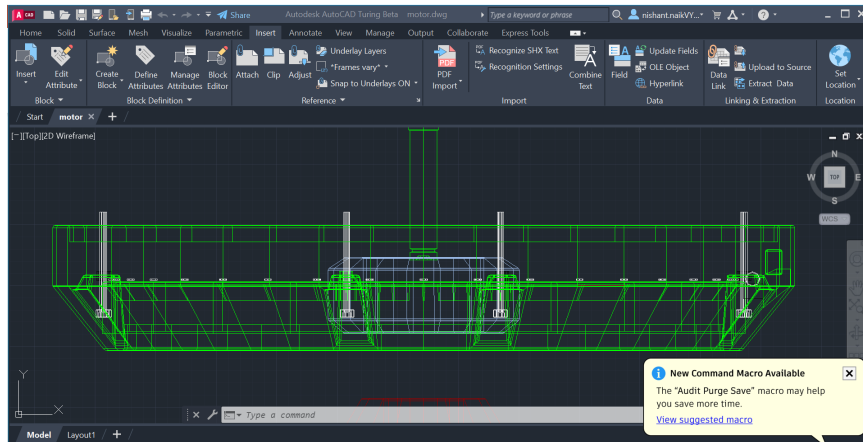 A CAD Share Autodesk AutoCAD Turing Beta motor.dwg Type a keyword or phrase nishant.naikVY...
Home Solid Surface Mesh Visualize Parametric Insert Annotate View Manage Output Collaborate Express Tools
Insert
Edit Attribute
Block
Create Block
Define Attributes
Manage Attributes
Block Editor
Block Definition
Attach
Clip
Adjust
Underlay Layers
*Frames vary*
Snap to Underlays ON
Reference
PDF Import
Recognize SHX Text
Recognition Settings
Combine Text
Import
Field
Update Fields
OLE Object
Hyperlink
Data
Data Link
Upload to Source
Extract Data
Linking & Extraction
Set Location
Location
Start motor
[−][Top][2D Wireframe]
N
W TOP E
S
WCS
Y
X
Type a command
New Command Macro Available
The "Audit Purge Save" macro may help
you save more time.
View suggested macro
Model Layout1